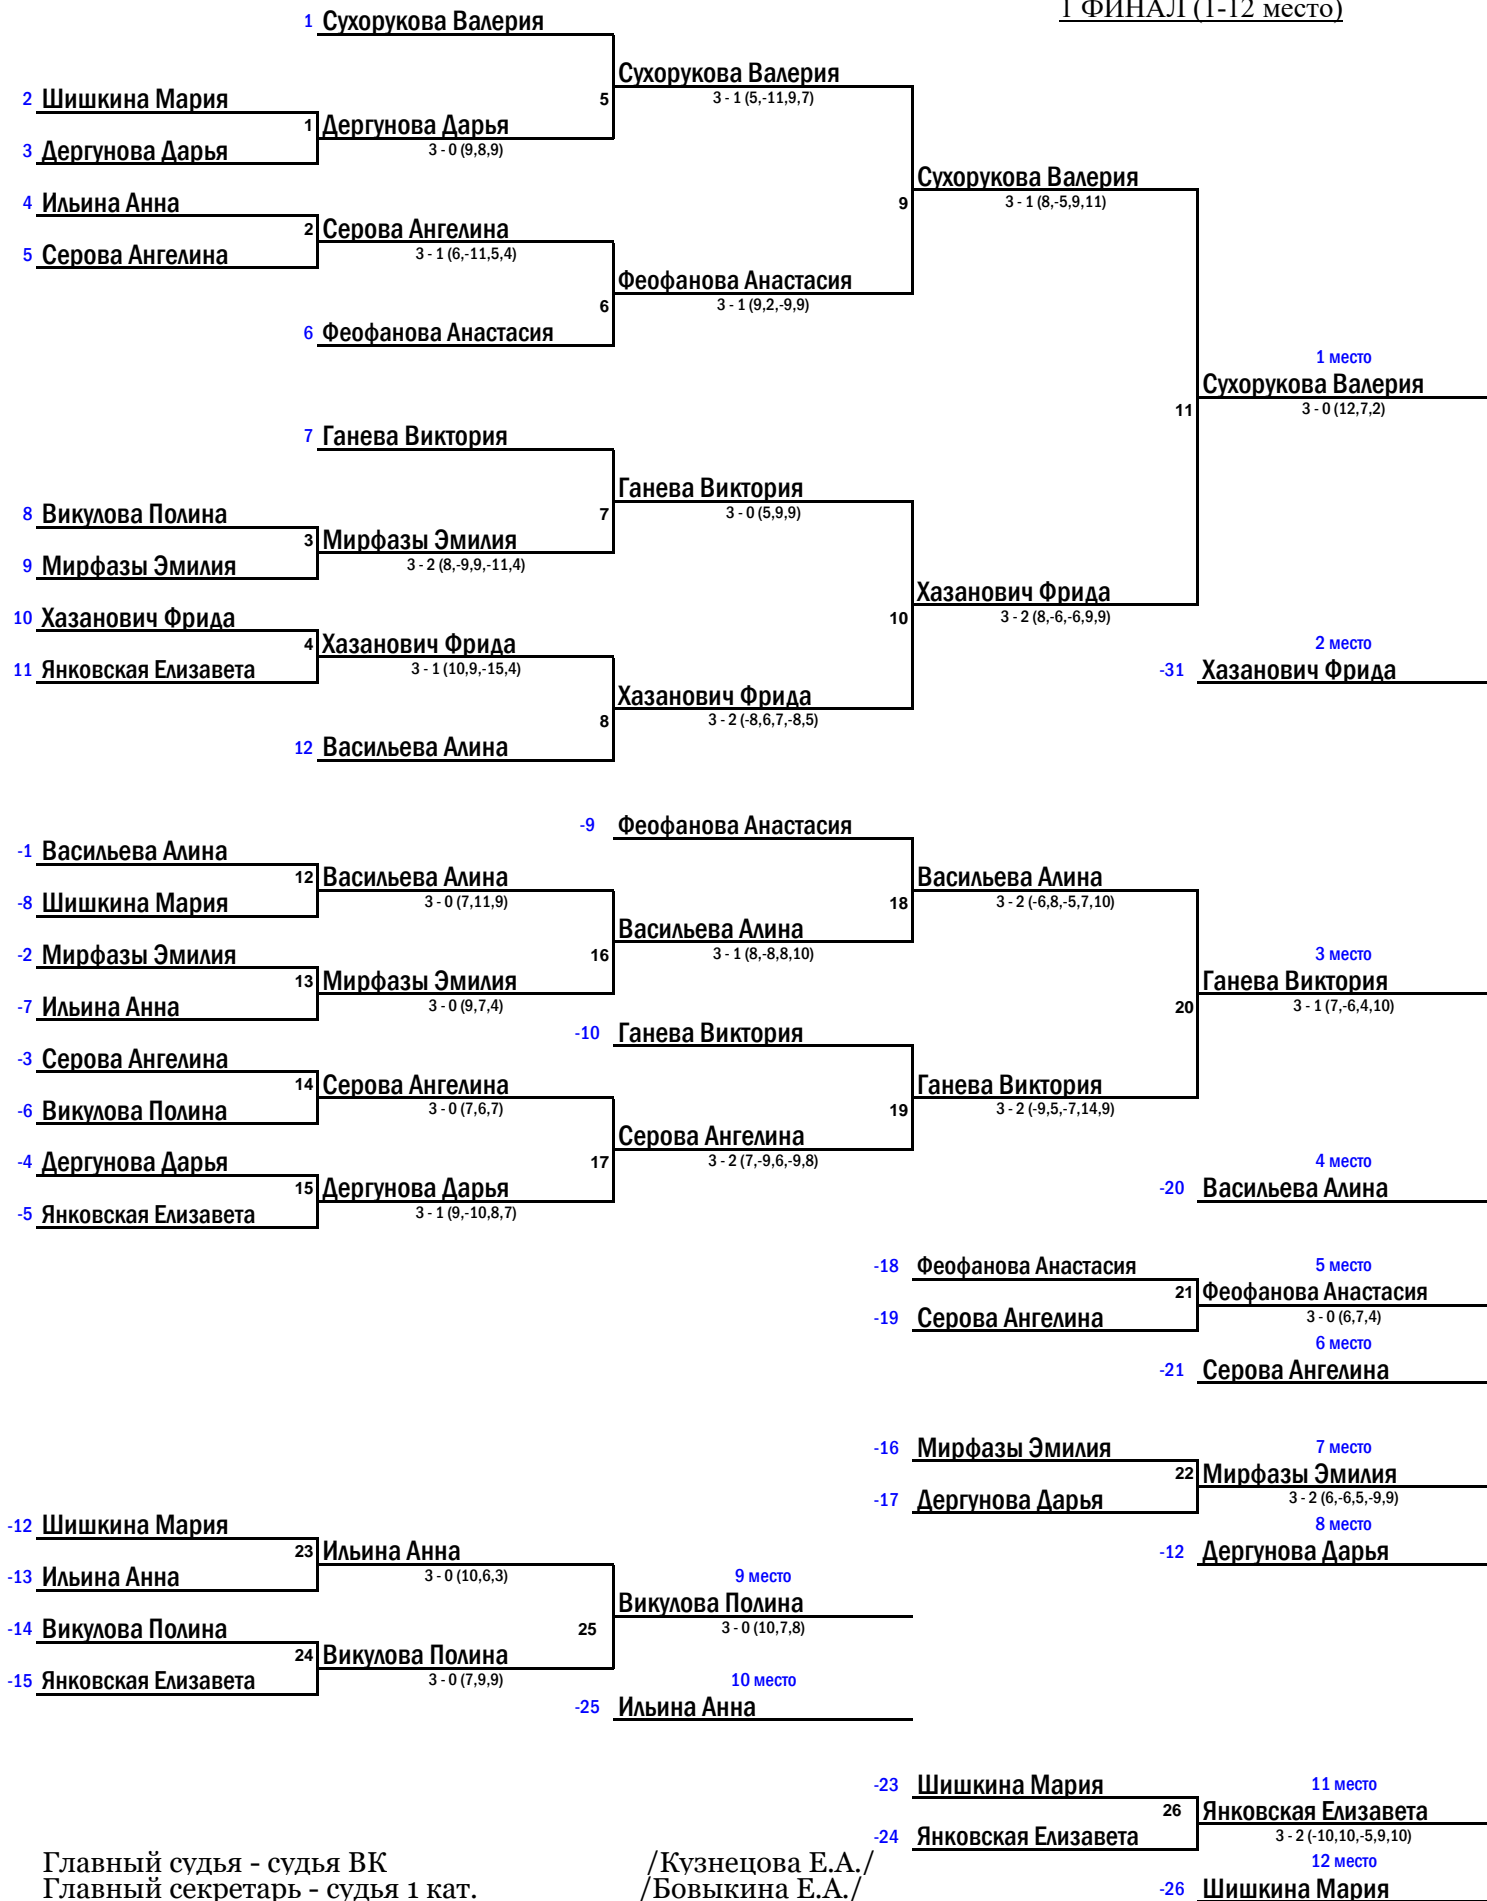 1 ФИНАЛ (1-12 место)
1 Сухорукова Валерия
Сухорукова Валерия
2 Шишкина Мария
5
3 - 1 (5,-11,9,7)
1 Дергунова Дарья
3 Дергунова Дарья
3 - 0 (9,8,9)
Сухорукова Валерия
4 Ильина Анна
9
3 - 1 (8,-5,9,11)
2 Серова Ангелина
5 Серова Ангелина
3 - 1 (6,-11,5,4)
Феофанова Анастасия
6
3 - 1 (9,2,-9,9)
6 Феофанова Анастасия
1 место
Сухорукова Валерия
11
3 - 0 (12,7,2)
7 Ганева Виктория
Ганева Виктория
8 Викулова Полина
7
3 - 0 (5,9,9)
3 Мирфазы Эмилия
9 Мирфазы Эмилия
3 - 2 (8,-9,9,-11,4)
Хазанович Фрида
10 Хазанович Фрида
10
3 - 2 (8,-6,-6,9,9)
4 Хазанович Фрида
2 место
11 Янковская Елизавета
3 - 1 (10,9,-15,4)
-31 Хазанович Фрида
Хазанович Фрида
8
3 - 2 (-8,6,7,-8,5)
12 Васильева Алина
-9 Феофанова Анастасия
-1 Васильева Алина
12 Васильева Алина
Васильева Алина
-8 Шишкина Мария
3 - 0 (7,11,9)
18
3 - 2 (-6,8,-5,7,10)
Васильева Алина
-2 Мирфазы Эмилия
16
3 - 1 (8,-8,8,10)
3 место
13 Мирфазы Эмилия
Ганева Виктория
-7 Ильина Анна
3 - 0 (9,7,4)
20
3 - 1 (7,-6,4,10)
-10 Ганева Виктория
-3 Серова Ангелина
14 Серова Ангелина
Ганева Виктория
-6 Викулова Полина
3 - 0 (7,6,7)
19
3 - 2 (-9,5,-7,14,9)
Серова Ангелина
-4 Дергунова Дарья
17
3 - 2 (7,-9,6,-9,8)
4 место
15 Дергунова Дарья
-20 Васильева Алина
-5 Янковская Елизавета
3 - 1 (9,-10,8,7)
-18 Феофанова Анастасия
5 место
21 Феофанова Анастасия
-19 Серова Ангелина
3 - 0 (6,7,4)
6 место
-21 Серова Ангелина
-16 Мирфазы Эмилия
7 место
22 Мирфазы Эмилия
-17 Дергунова Дарья
3 - 2 (6,-6,5,-9,9)
-12 Шишкина Мария
8 место
23 Ильина Анна
-12 Дергунова Дарья
-13 Ильина Анна
3 - 0 (10,6,3)
9 место
Викулова Полина
-14 Викулова Полина
25
3 - 0 (10,7,8)
24 Викулова Полина
-15 Янковская Елизавета
3 - 0 (7,9,9)
10 место
-25 Ильина Анна
-23 Шишкина Мария
11 место
26 Янковская Елизавета
-24 Янковская Елизавета
3 - 2 (-10,10,-5,9,10)
Главный судья - судья ВК /Кузнецова Е.А./
12 место
Главный секретарь - судья 1 кат. /Бовыкина Е.А./
-26 Шишкина Мария